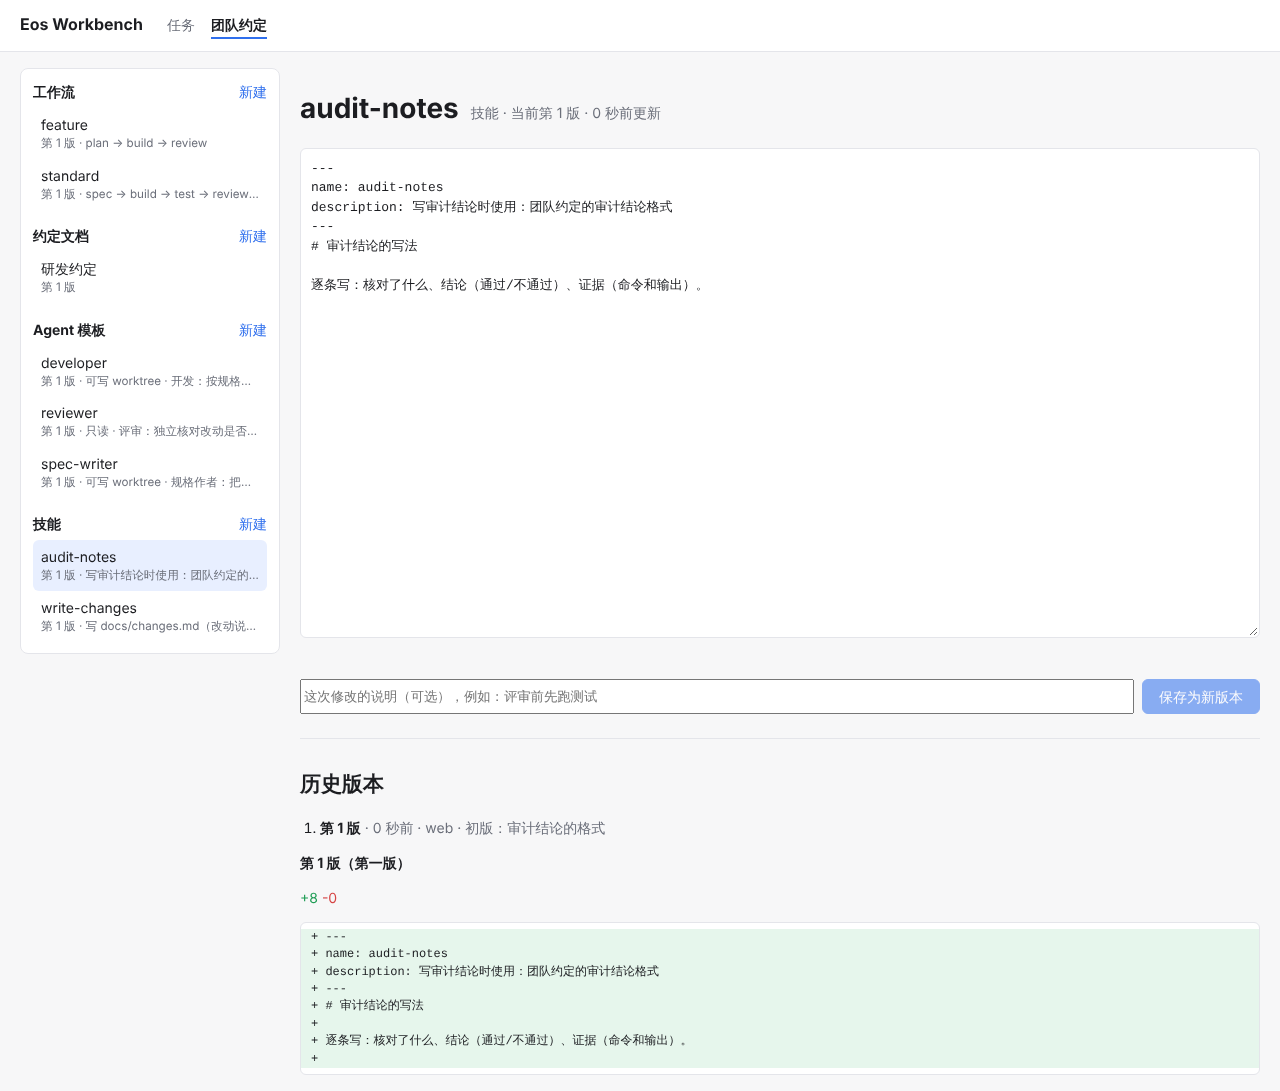 Eos Workbench 任务 团队约定
工作流 新建
feature
第 1 版 · plan → build → review
standard
第 1 版 · spec → build → test → review…
约定文档 新建
研发约定
第 1 版
Agent 模板 新建
developer
第 1 版 · 可写 worktree · 开发：按规格…
reviewer
第 1 版 · 只读 · 评审：独立核对改动是否…
spec-writer
第 1 版 · 可写 worktree · 规格作者：把…
技能 新建
audit-notes
第 1 版 · 写审计结论时使用：团队约定的…
write-changes
第 1 版 · 写 docs/changes.md（改动说…
audit-notes 技能 · 当前第 1 版 · 0 秒前更新
---
name: audit-notes
description: 写审计结论时使用：团队约定的审计结论格式
---
# 审计结论的写法
逐条写：核对了什么、结论（通过/不通过）、证据（命令和输出）。
这次修改的说明（可选），例如：评审前先跑测试 保存为新版本
历史版本
1. 第 1 版 · 0 秒前 · web · 初版：审计结论的格式
第 1 版（第一版）
+8 -0
+ ---
+ name: audit-notes
+ description: 写审计结论时使用：团队约定的审计结论格式
+ ---
+ # 审计结论的写法
+
+ 逐条写：核对了什么、结论（通过/不通过）、证据（命令和输出）。
+